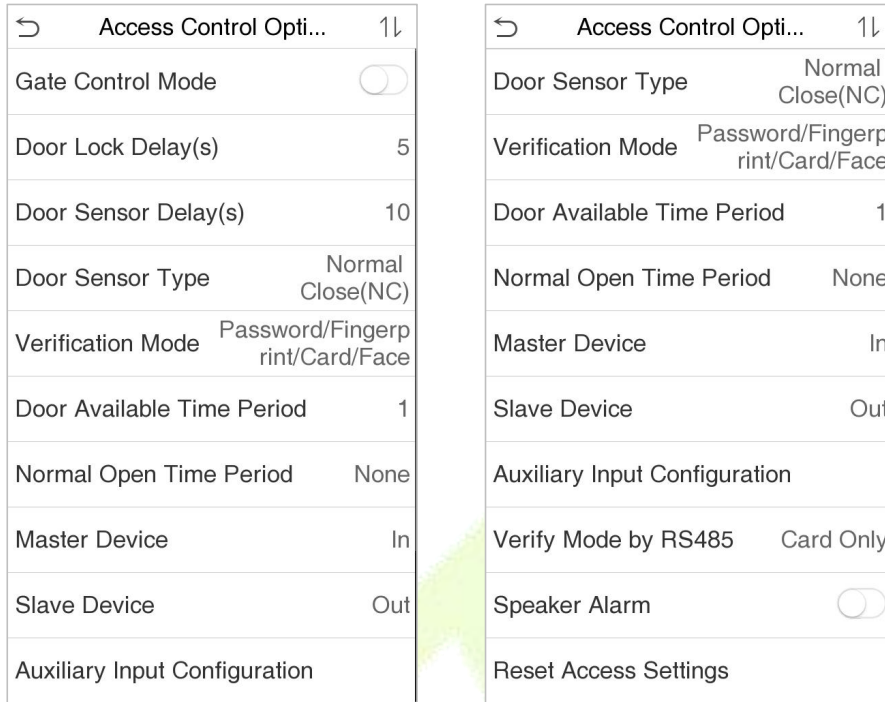 Access Control Opti...
Gate Control Mode
Door Lock Delay(s) 5
Door Sensor Delay(s) 10
Door Sensor Type Normal
Close(NC)
Verification Mode Password/Fingerp
rint/Card/Face
Door Available Time Period 1
Normal Open Time Period None
Master Device In
Slave Device Out
Auxiliary Input Configuration
Access Control Opti...
Door Sensor Type Normal
Close(NC)
Verification Mode Password/Fingerp
rint/Card/Face
Door Available Time Period 1
Normal Open Time Period None
Master Device In
Slave Device Out
Auxiliary Input Configuration
Verify Mode by RS485 Card Only
Speaker Alarm
Reset Access Settings